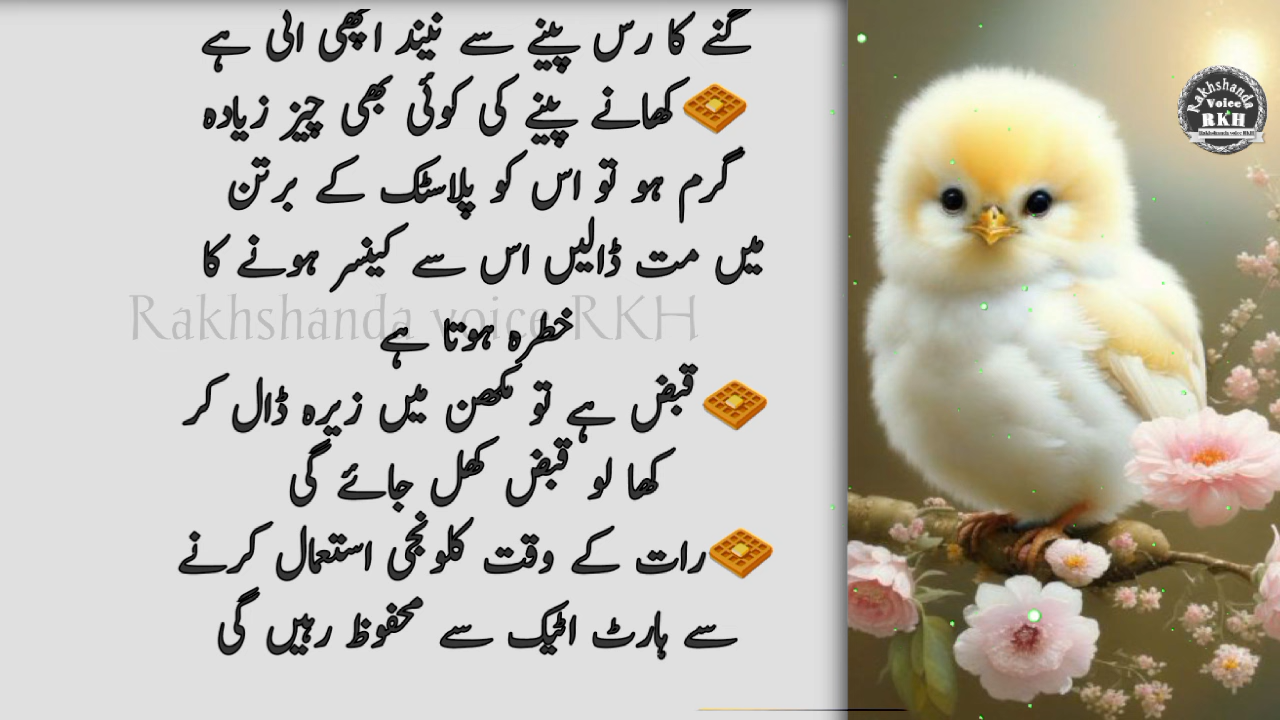 گنے کا رس پینے سے نیند اچھی اتی ہے
کھانے پینے کی کوئی بھی چیز زیادہ
گرم ہو تو اس کو پلاسٹک کے برتن
میں مت ڈالیں اس سے کینسر ہونے کا
خطرہ ہوتا ہے
قبض ہے تو مکھن میں زیرہ ڈال کر
کھا لو قبض کھل جائے گی
رات کے وقت کلونجی استعمال کرنے
سے ہارٹ اٹیک سے محفوظ رہیں گی
Rakhshanda voice RKH
Rakhshanda
Voice
RKH
Rakhshanda voice RKH